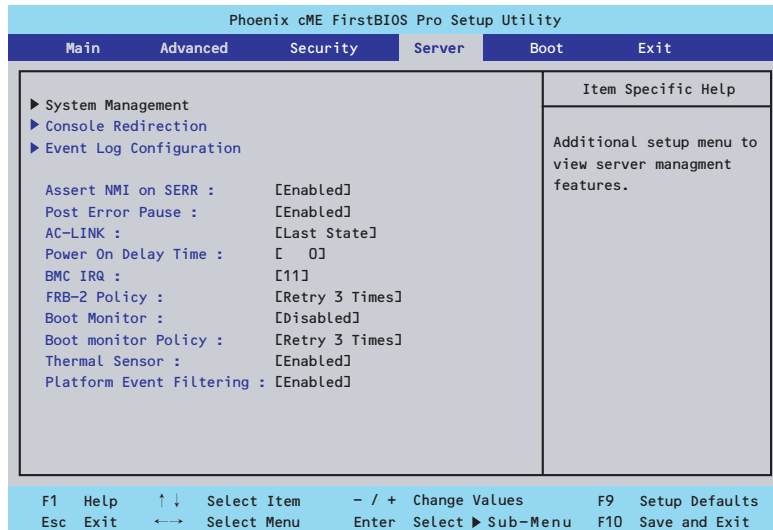 Phoenix cME FirstBIOS Pro Setup Utility
Main Advanced Security Server Boot Exit
Item Specific Help
▶ System Management
▶ Console Redirection
▶ Event Log Configuration
Additional setup menu to
view server managment
features.
Assert NMI on SERR : [Enabled]
Post Error Pause : [Enabled]
AC-LINK : [Last State]
Power On Delay Time : [ 0]
BMC IRQ : [11]
FRB-2 Policy : [Retry 3 Times]
Boot Monitor : [Disabled]
Boot monitor Policy : [Retry 3 Times]
Thermal Sensor : [Enabled]
Platform Event Filtering : [Enabled]
F1 Help ↑↓ Select Item - / + Change Values F9 Setup Defaults
Esc Exit ←→ Select Menu Enter Select ▶ Sub-Menu F10 Save and Exit